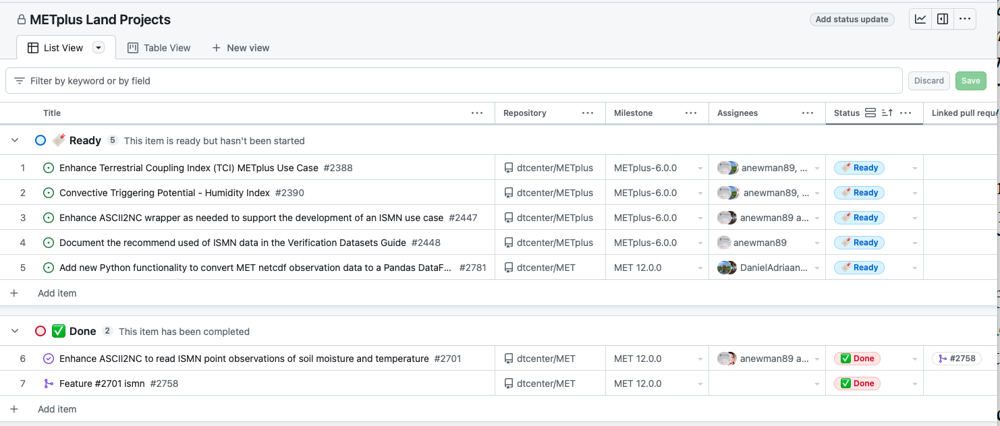 METplus Land Projects
Add status update
List View Table View New view
Filter by keyword or by field
Discard Save
Title Repository Milestone Assignees Status Linked pull reque
Ready 5 This item is ready but hasn't been started
1 Enhance Terrestrial Coupling Index (TCI) METplus Use Case #2388 dtcenter/METplus METplus-6.0.0 anewman89, ... Ready
2 Convective Triggering Potential - Humidity Index #2390 dtcenter/METplus METplus-6.0.0 anewman89, ... Ready
3 Enhance ASCII2NC wrapper as needed to support the development of an ISMN use case #2447 dtcenter/METplus METplus-6.0.0 anewman89 a... Ready
4 Document the recommend used of ISMN data in the Verification Datasets Guide #2448 dtcenter/METplus METplus-6.0.0 anewman89 Ready
5 Add new Python functionality to convert MET netcdf observation data to a Pandas DataF... #2781 dtcenter/MET MET 12.0.0 DanielAdriaan... Ready
Add item
Done 2 This item has been completed
6 Enhance ASCII2NC to read ISMN point observations of soil moisture and temperature #2701 dtcenter/MET MET 12.0.0 anewman89 a... Done #2758
7 Feature #2701 ismn #2758 dtcenter/MET MET 12.0.0 Done
Add item